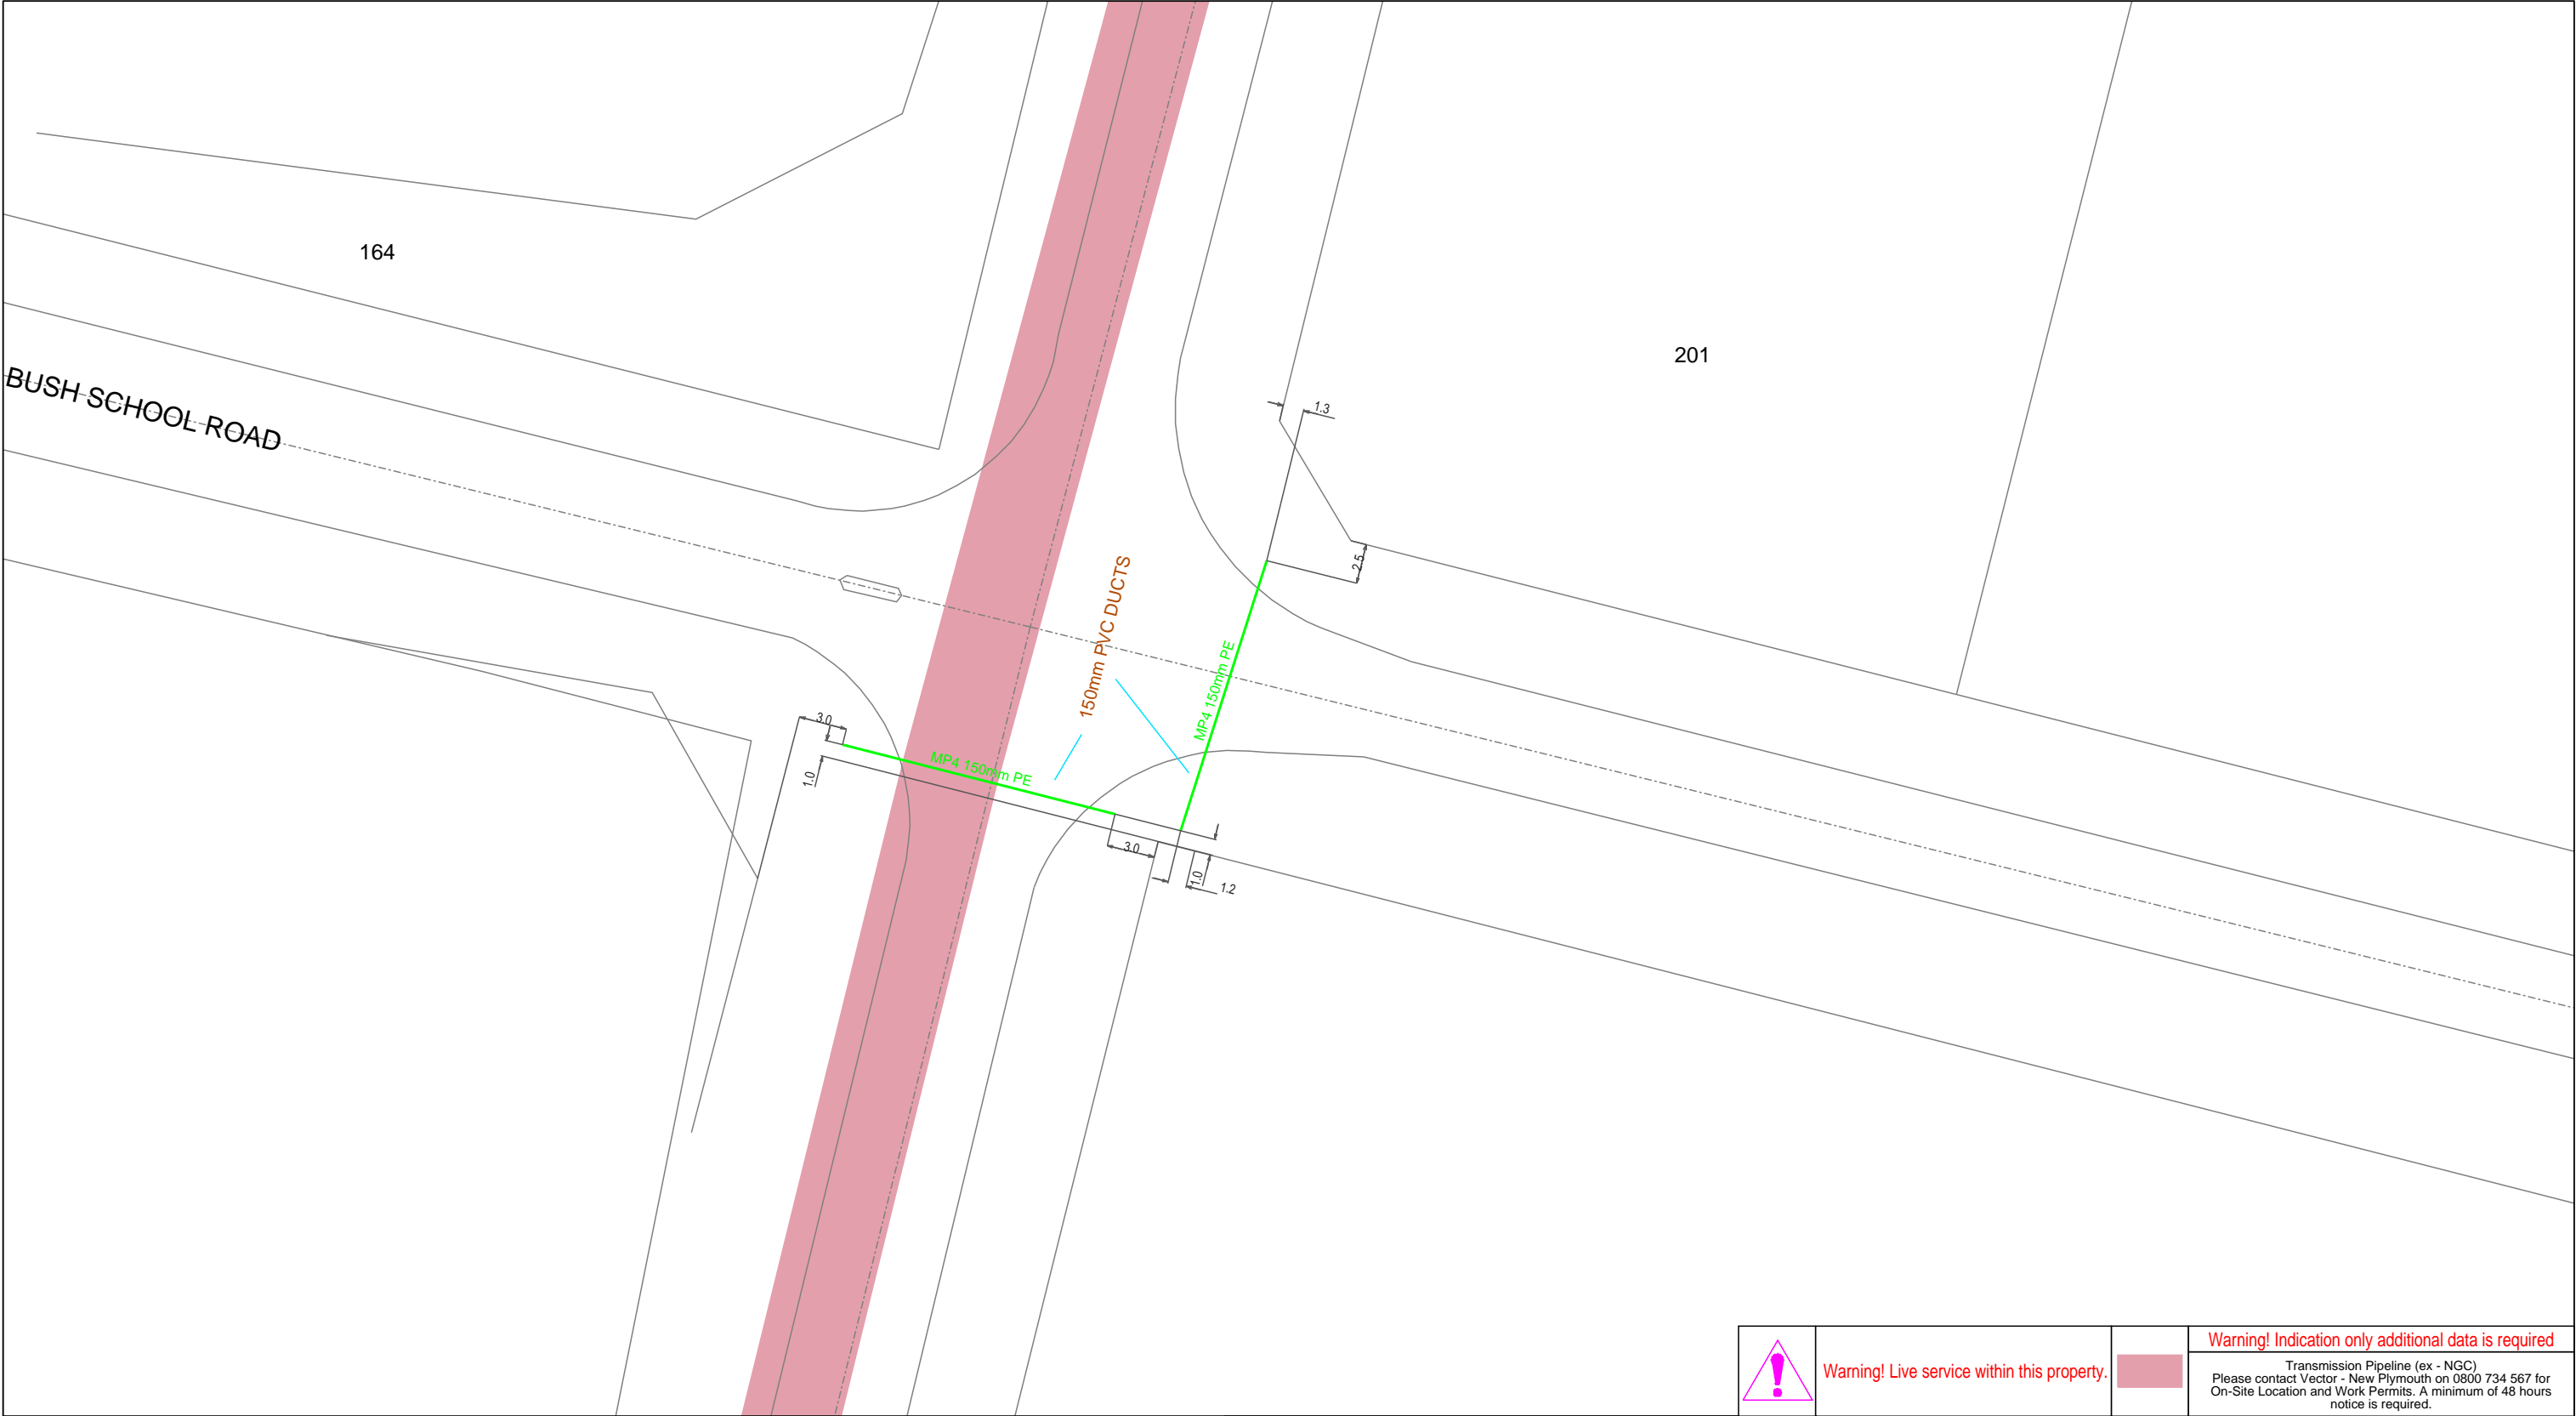 164
201
BUSH SCHOOL ROAD
1.3
2.5
150mm PVC DUCTS
MP4 150mm PE
3.0
1.0
MP4 150mm PE
3.0
1.0
1.2
Warning! Live service within this property.
Warning! Indication only additional data is required
Transmission Pipeline (ex - NGC)
Please contact Vector - New Plymouth on 0800 734 567 for
On-Site Location and Work Permits. A minimum of 48 hours
notice is required.